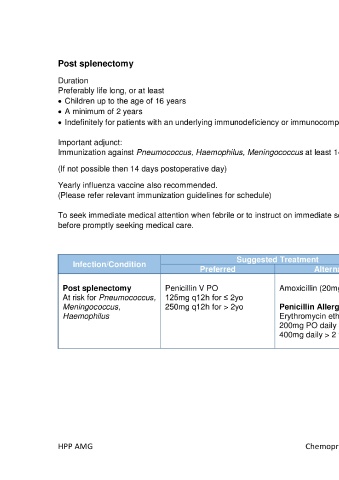 Post splenectomy
Duration
Preferably life long, or at least
• Children up to the age of 16 years
• A minimum of 2 years
• Indefinitely for patients with an underlying immunodeficiency or immunocomp
Important adjunct:
Immunization against Pneumococcus, Haemophilus, Meningococcus at least 1
(If not possible then 14 days postoperative day)
Yearly influenza vaccine also recommended.
(Please refer relevant immunization guidelines for schedule)
To seek immediate medical attention when febrile or to instruct on immediate s
before promptly seeking medical care.
Infection/Condition
Suggested Treatment
Preferred
Alterna
Post splenectomy
At risk for Pneumococcus,
Meningococcus,
Haemophilus
Penicillin V PO
125mg q12h for ≤ 2yo
250mg q12h for > 2yo
Amoxicillin (20mg
Penicillin Allerg
Erythromycin eth
200mg PO daily
400mg daily > 2
HPP AMG
Chemopr